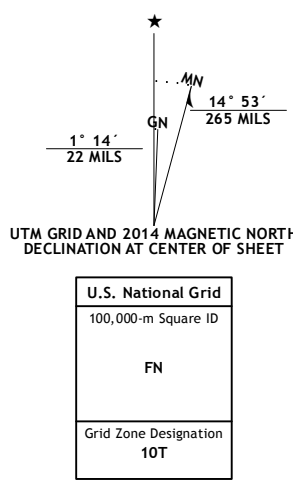 ★
MN
GN
14° 53´
265 MILS
1° 14´
22 MILS
UTM GRID AND 2014 MAGNETIC NORTH
DECLINATION AT CENTER OF SHEET
U.S. National Grid
100,000-m Square ID
FN
Grid Zone Designation
10T